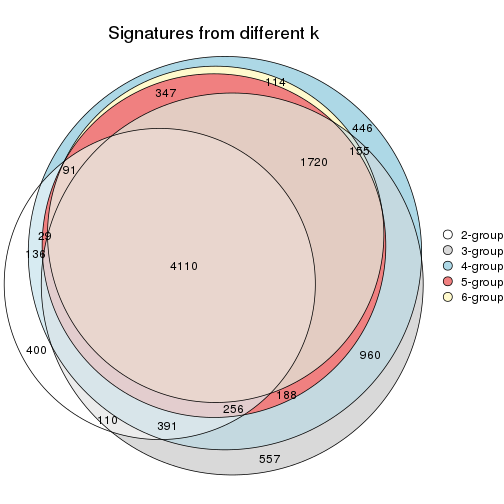 Signatures from different k
114
347
446
155
1720
91
2-group
29
3-group
136
4110
4-group
5-group
6-group
400
960
188
256
110
391
557